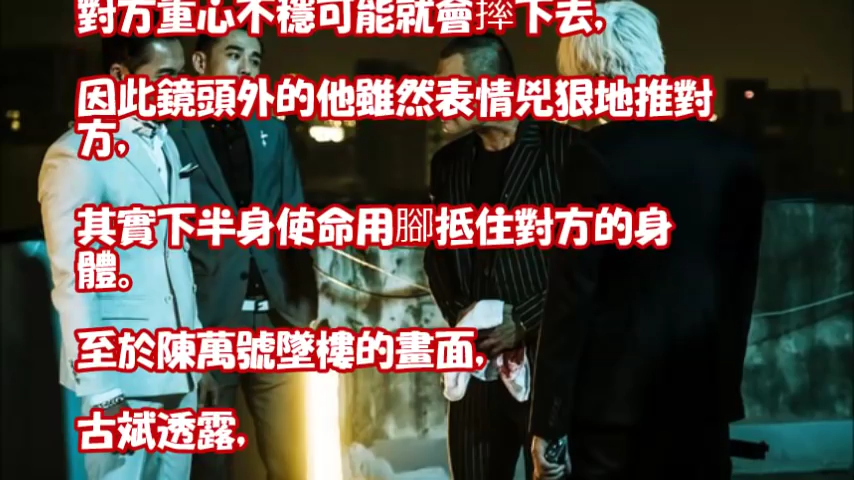 對方重心不穩可能就會摔下去,
因此鏡頭外的他雖然表情兇狠地推對
方,
其實下半身使命用腳抵住對方的身
體。
至於陳萬號墜樓的畫面,
古斌透露,